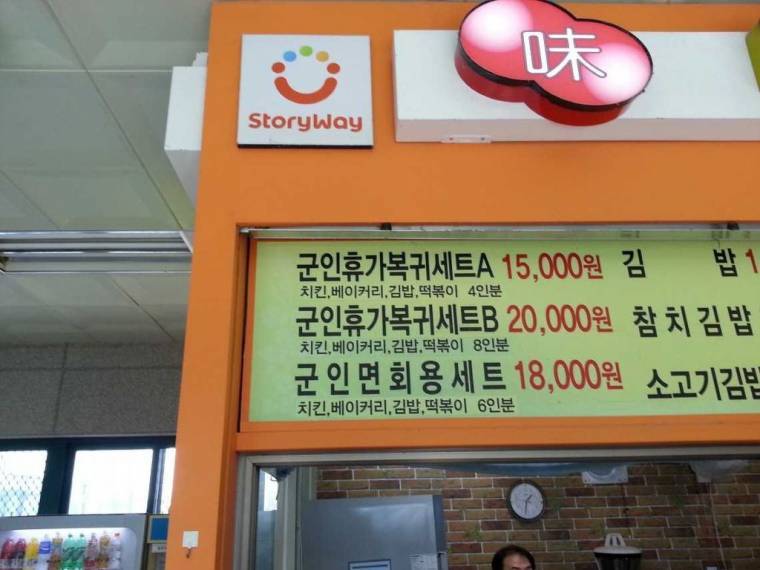 StoryWay
味
군인휴가복귀세트A 15,000원 김 밥 1
치킨,베이커리,김밥,떡볶이 4인분
군인휴가복귀세트B 20,000원 참치김밥
치킨,베이커리,김밥,떡볶이 8인분
군인면회용세트 18,000원 소고기김밥
치킨,베이커리,김밥,떡볶이 6인분